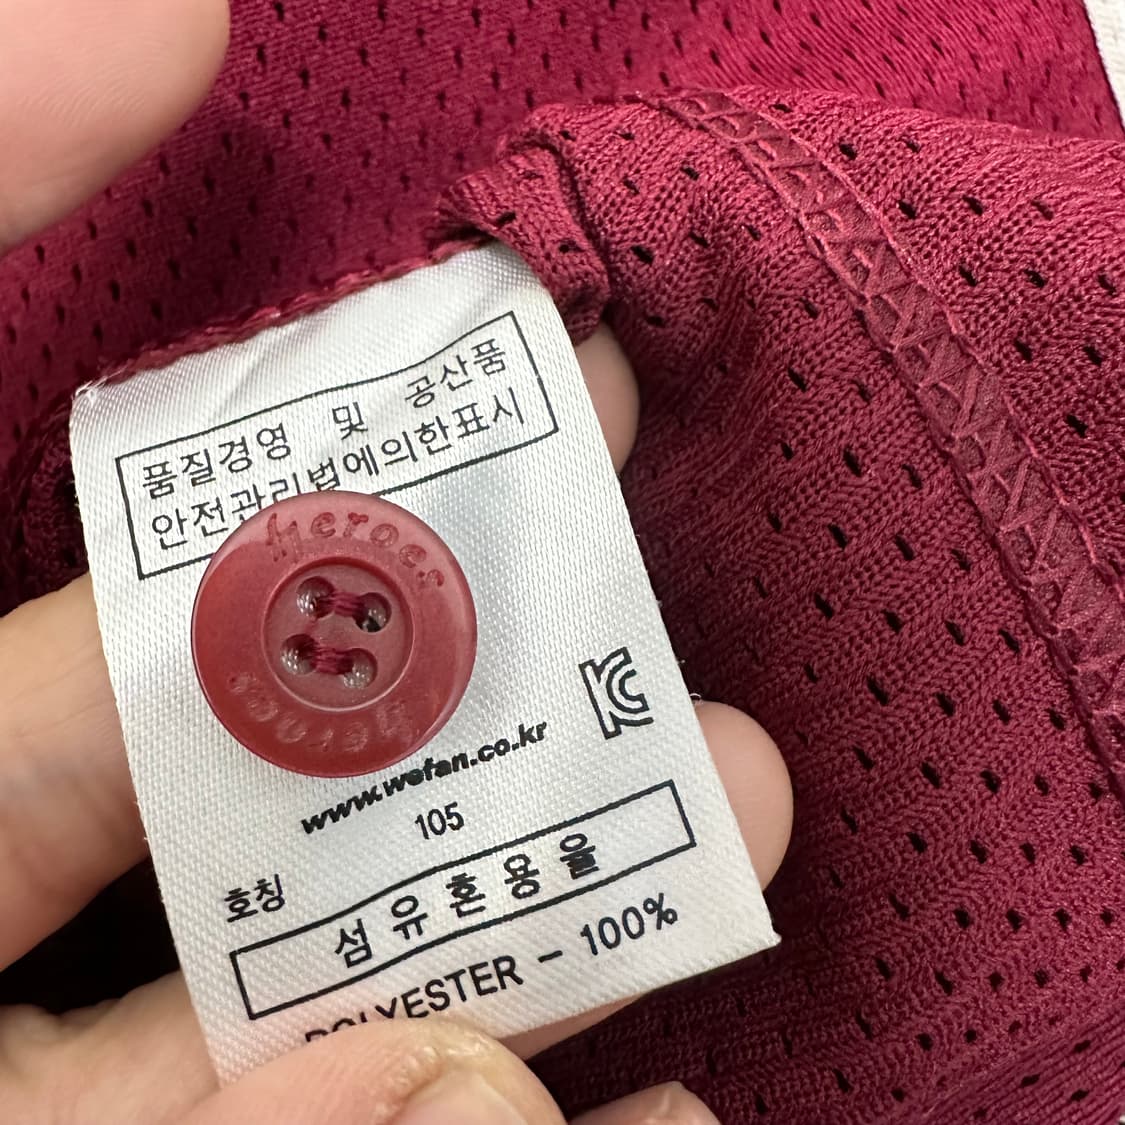 품질경영 및 공산품
안전관리법에의한표시
Heroes
Heroes
www.wefan.co.kr
105
호칭
섬유혼용율
POLYESTER - 100%